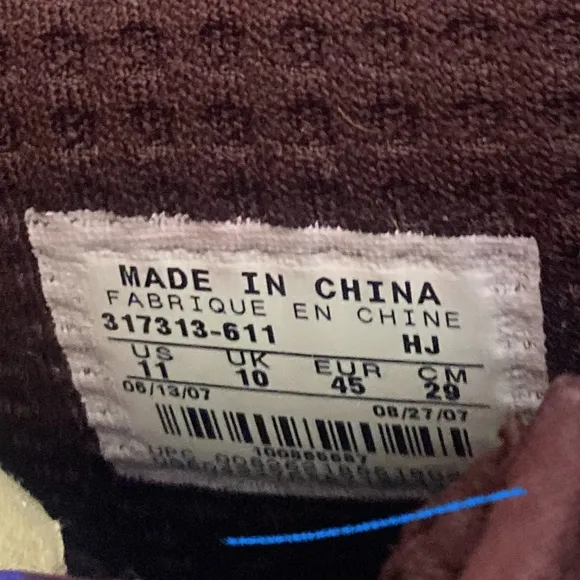 MADE IN CHINA
FABRIQUE EN CHINE
317313-611 HJ
US UK EUR CM
11 10 45 29
06/13/07 08/27/07
UPC